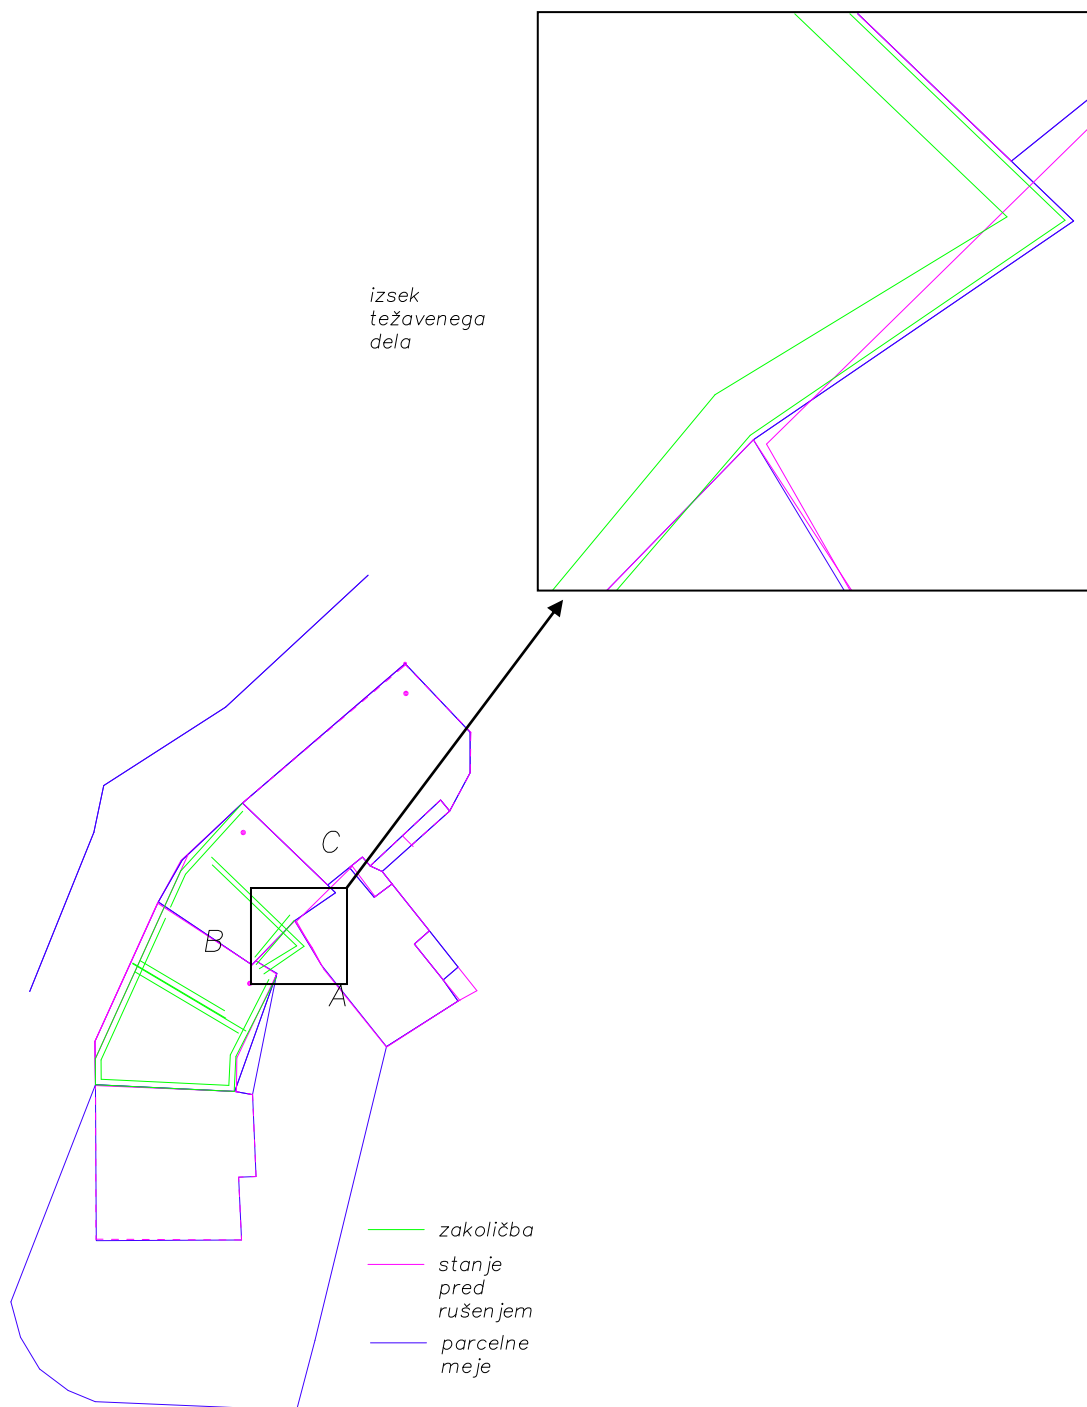 izsek
težavenega
dela
C
B
A
zakoličba
stanje
pred
rušenjem
parcelne
meje